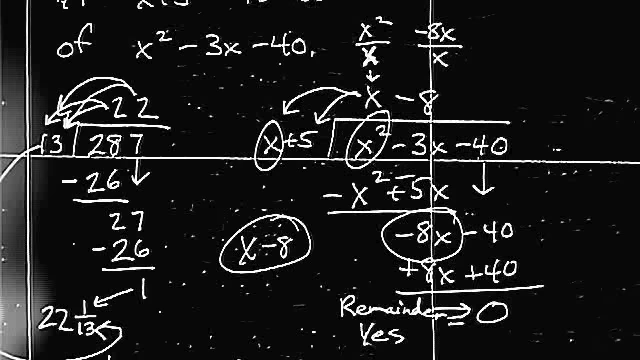 of x² - 3x - 40.
x²/x -8x/x
22
13 287
- 26
27
- 26
1
22 1/13
x - 8
x + 5 x² - 3x - 40
- x² + 5x
- 8x - 40
+ 8x + 40
Remainder 0
Yes
x - 8